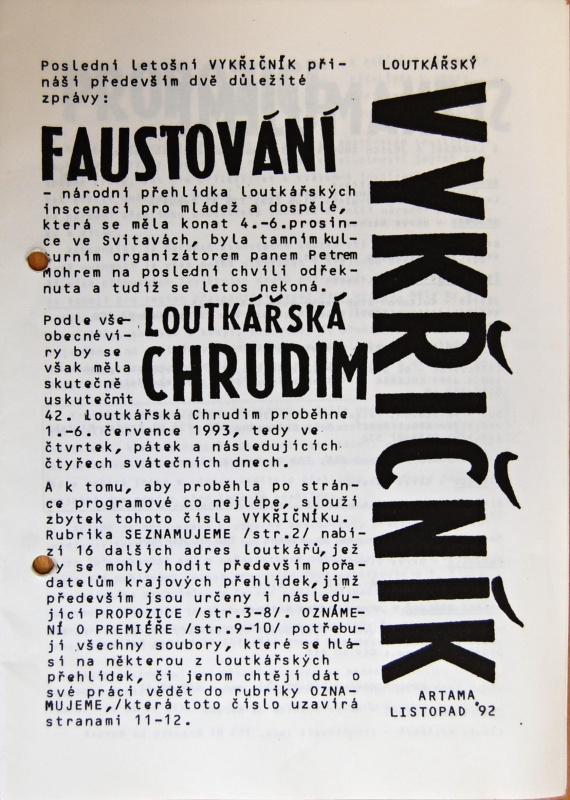 Poslední letošní VYKŘIČNÍK při-
náší především dvě důležité
zprávy:
FAUSTOVÁNÍ
- národní přehlídka loutkářských
inscenací pro mládež a dospělé,
která se měla konat 4.-6.prosin-
ce ve Svitavách, byla tamním kul-
turním organizátorem panem Petrem
Mohrem na poslední chvíli odřek-
nuta a tudíž se letos nekoná.
Podle vše-
obecné ví-
ry by se
však měla
skutečně
uskutečnit
LOUTKÁŘSKÁ
CHRUDIM
42. Loutkářská Chrudim proběhne
1.-6. července 1993, tedy ve
čtvrtek, pátek a následujících
čtyřech svátečních dnech.
A k tomu, aby proběhla po strán-
ce programové co nejlépe, slouží
zbytek tohoto čísla VYKŘIČNÍKu.
Rubrika SEZNAMUJEME /str.2/ nabí-
zí 16 dalších adres loutkářů, jež
by se mohly hodit především pořa-
datelům krajových přehlídek,jimž
především jsou určeny i následu-
jící PROPOZICE /str.3-8/. OZNÁME-
NÍ O PREMIÉŘE /str.9-10/ potřebu-
jí všechny soubory, které se hlá-
sí na některou z loutkářských
přehlídek, či jenom chtějí dát o
své práci vědět do rubriky OZNA-
MUJEME,/která toto číslo uzavírá
stranami 11-12.
LOUTKÁŘSKÝ
VYKŘIČNÍK
ARTAMA
LISTOPAD '92